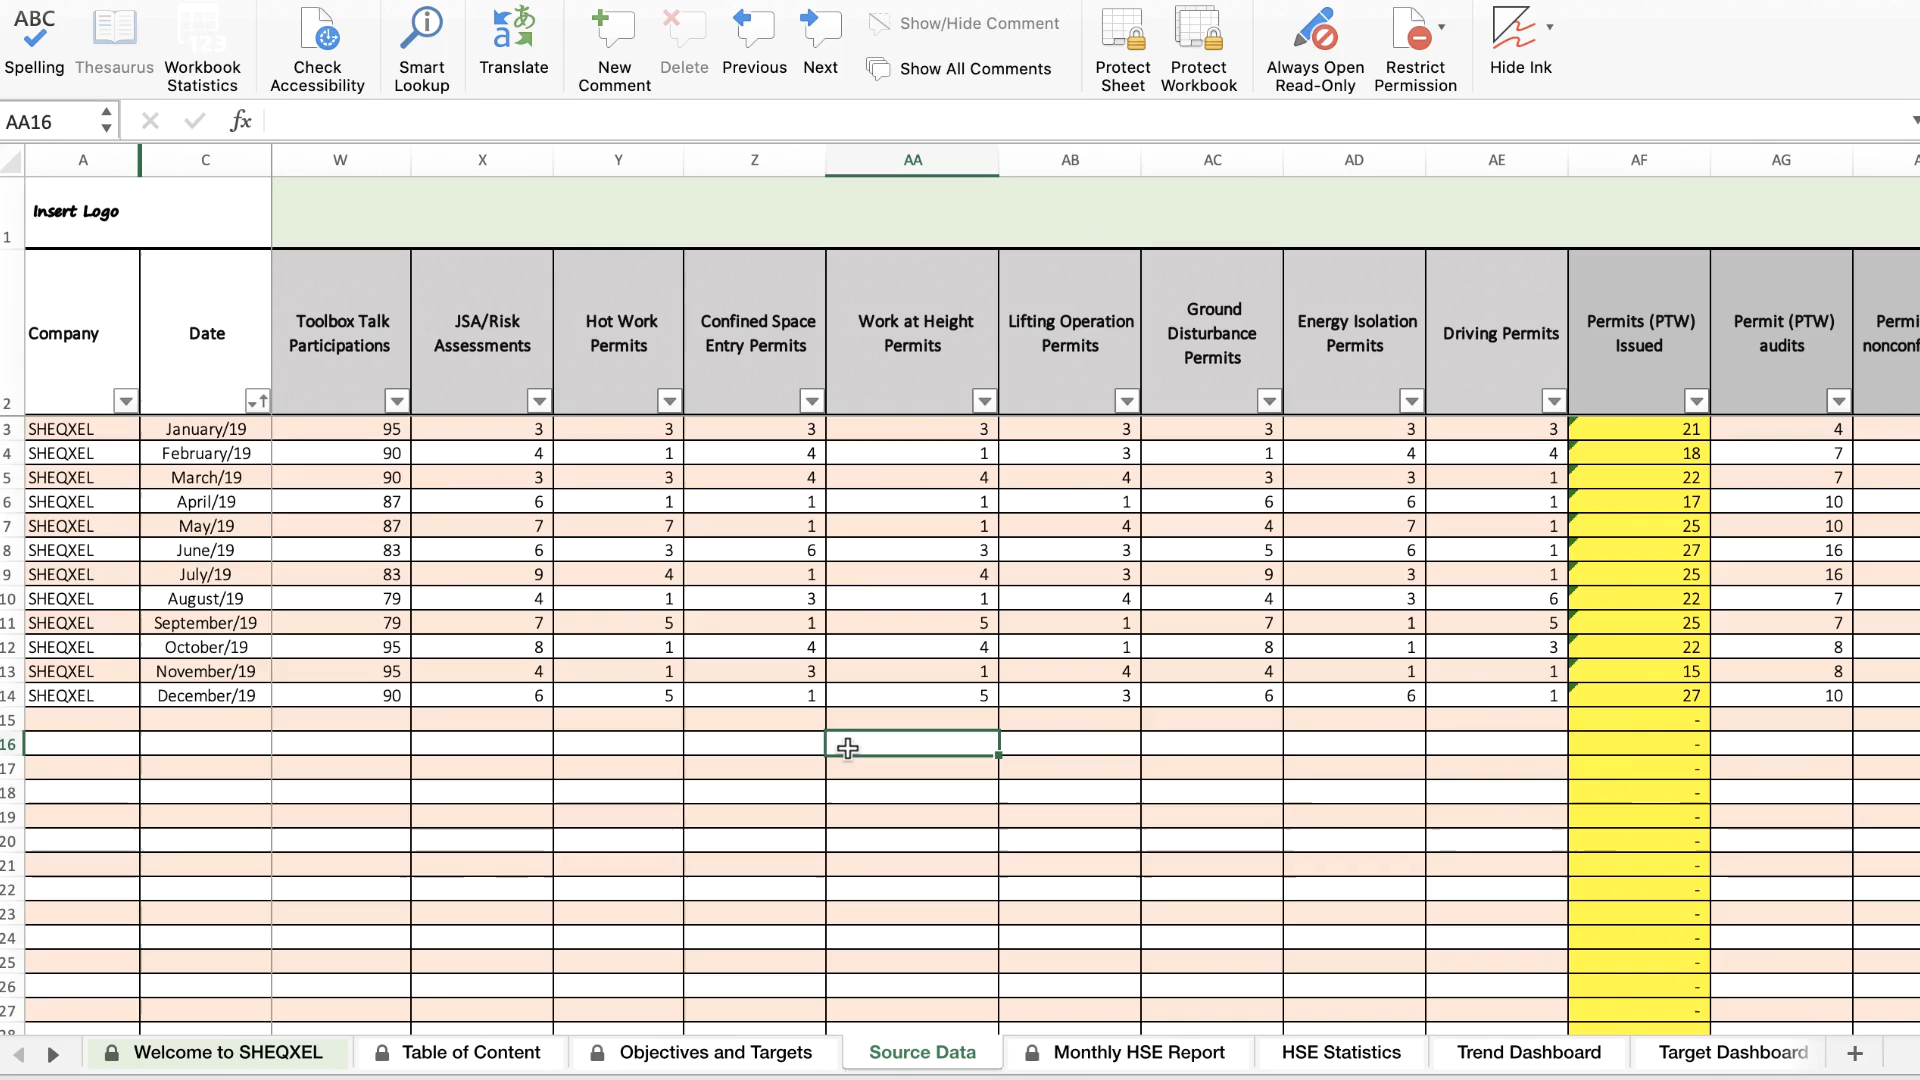 ABC
Spelling
Thesaurus
123
Workbook
Statistics
Check
Accessibility
i
Smart
Lookup
a あ
Translate
New
Comment
Delete
Previous
Next
Show/Hide Comment
Show All Comments
Protect
Sheet
Protect
Workbook
Always Open
Read-Only
Restrict
Permission
Hide Ink
AA16 fx
A C W X Y Z AA AB AC AD AE AF AG
Insert Logo
1
Company
Date
Toolbox Talk
Participations
JSA/Risk
Assessments
Hot Work
Permits
Confined Space
Entry Permits
Work at Height
Permits
Lifting Operation
Permits
Ground
Disturbance
Permits
Energy Isolation
Permits
Driving Permits
Permits (PTW)
Issued
Permit (PTW)
audits
Permi
nonconf
2
3 SHEQXEL January/19 95 3 3 3 3 3 3 3 3 21 4
4 SHEQXEL February/19 90 4 1 4 1 3 1 4 4 18 7
5 SHEQXEL March/19 90 3 3 4 4 4 3 3 1 22 7
6 SHEQXEL April/19 87 6 1 1 1 1 6 6 1 17 10
7 SHEQXEL May/19 87 7 7 1 1 4 4 7 1 25 10
8 SHEQXEL June/19 83 6 3 6 3 3 5 6 1 27 16
9 SHEQXEL July/19 83 9 4 1 4 3 9 3 1 25 16
10 SHEQXEL August/19 79 4 1 3 1 4 4 3 6 22 7
11 SHEQXEL September/19 79 7 5 1 5 1 7 1 5 25 7
12 SHEQXEL October/19 95 8 1 4 4 1 8 1 3 22 8
13 SHEQXEL November/19 95 4 1 3 1 4 4 1 1 15 8
14 SHEQXEL December/19 90 6 5 1 5 3 6 6 1 27 10
15 -
16 -
17 -
18 -
19 -
20 -
21 -
22 -
23 -
24 -
25 -
26 -
27 -
Welcome to SHEQXEL Table of Content Objectives and Targets Source Data Monthly HSE Report HSE Statistics Trend Dashboard Target Dashboard +